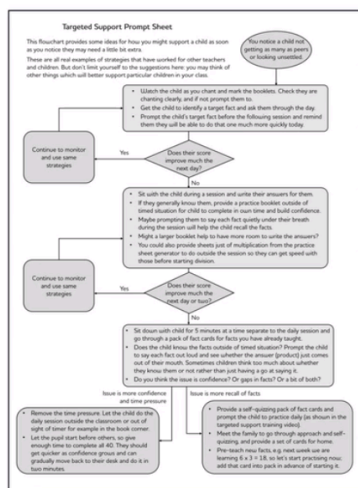 Targeted Support Prompt Sheet
This flowchart provides some ideas for how you might support a child as soon
as you notice they may need a little bit extra.
These are all real examples of strategies that have worked for other teachers
and children. But don't limit yourself to the suggestions here: you may think of
other things which will better support particular children in your class.
You notice a child not
getting as many as peers
or looking unsettled.
• Watch the child as you chant and mark the booklets. Check they
are chanting clearly, and if not prompt them to.
• Get the child to identify a target fact and ask them through the day.
• Prompt the child's target fact before the following session and remind
them they will be able to do that one much more quickly today.
Continue to monitor
and use same
strategies
Yes
Does their score
improve much the
next day?
No
• Sit with the child during a session and write their answers for them.
• If they generally know them, provide a practice booklet outside of
timed situation for child to complete in own time and build confidence.
• Maybe prompting them to say each fact quietly under their breath
during the session will help the child recall the facts.
• Might a larger booklet help to have more room to write the answers?
• You could also provide sheets just of multiplication from the practice
sheet generator to do outside the session so they can get speed with
those before starting division.
Continue to monitor
and use same
strategies
Yes
Does their score
improve much the
next day or two?
No
• Sit down with child for 5 minutes at a time separate to the daily session and
go through a pack of fact cards for facts you have already taught.
• Does the child know the facts outside of timed situation? Prompt the child
to say each fact out loud and see whether the answer (product) just comes
out of their mouth. Sometimes children think too much about whether
they know them or not rather than just having a go at saying it.
• Do you think the issue is confidence? Or gaps in facts? Or a bit of both?
Issue is more confidence
and time pressure
Issue is more recall of facts
• Remove the time pressure. Let the child do the
daily session outside the classroom or out of
sight of timer for example in the book corner.
• Let the pupil start before others, so give
enough time to complete all 40. They should
get quicker as confidence grows and can
gradually move back to their desk and do it in
two minutes.
• Provide a self-quizing pack of fact cards and
prompt the child to practice daily (as shown in the
targeted support training video).
• Meet the family to go through approach and self-
quizing, and provide a set of cards for home.
• Pre-teach new facts, e.g. next week we are
learning 6 x 3 = 18, so let's start practising now:
add that card into pack in advance of starting it.